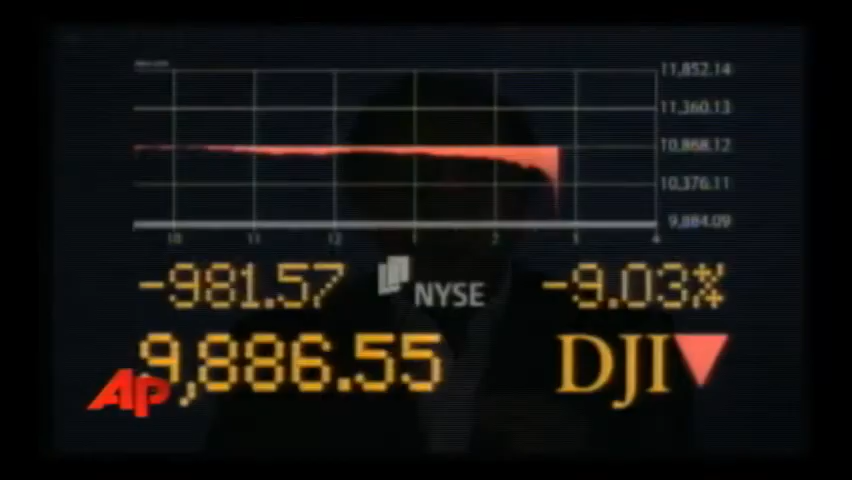 11,852.14
11,360.13
10,868.12
10,376.11
9,884.09
10 11 12 1 2 3 4
-981.57 NYSE -9.03%
9,886.55 DJI
AP